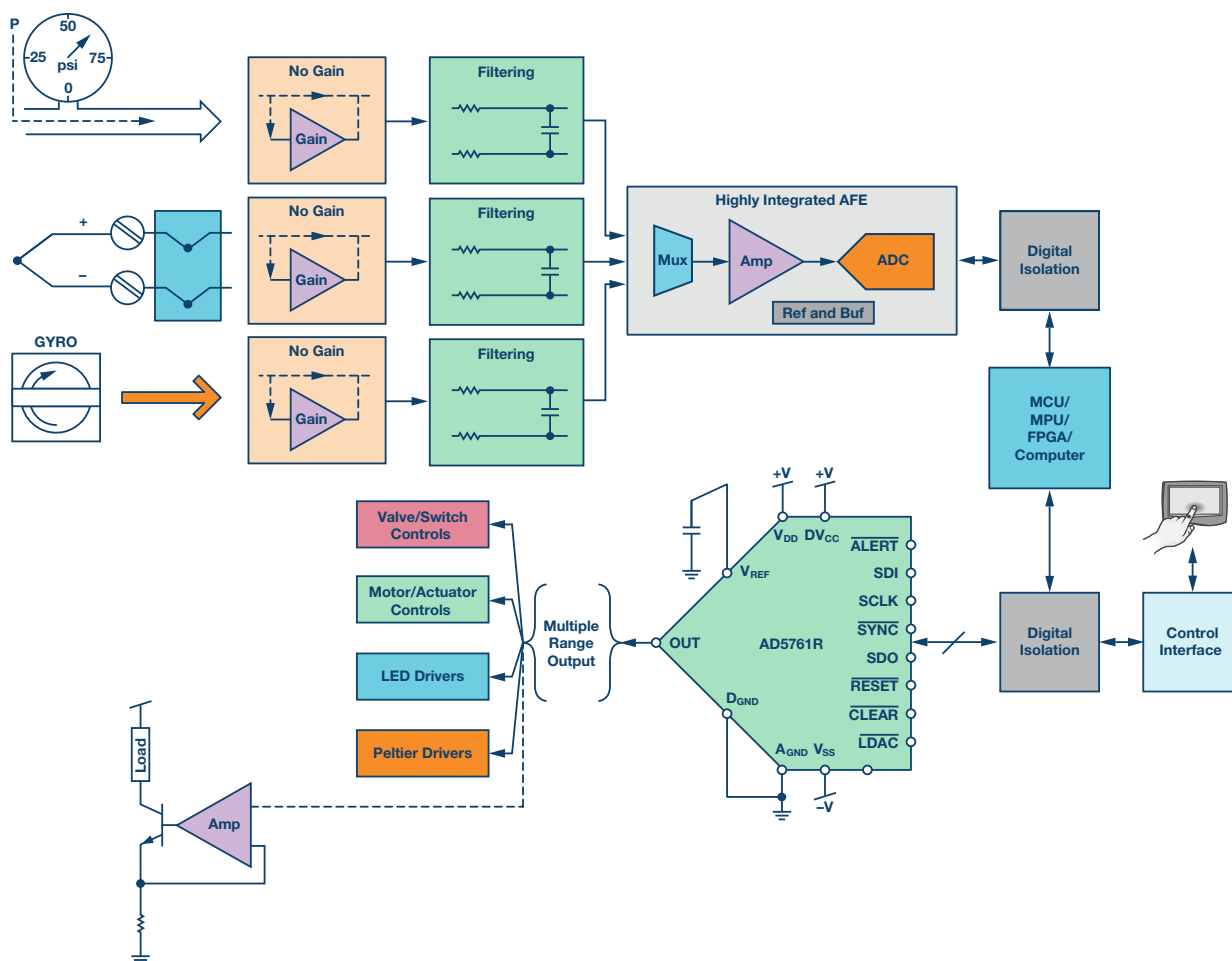 P
50
25
75
psi
0
No Gain
Gain
Filtering
+
−
No Gain
Gain
Filtering
GYRO
No Gain
Gain
Filtering
Highly Integrated AFE
Mux
Amp
ADC
Ref and Buf
Digital
Isolation
MCU/
MPU/
FPGA/
Computer
Digital
Isolation
Control
Interface
+V
+V
VDD
DVCC
VREF
ALERT
SDI
SCLK
SYNC
SDO
RESET
CLEAR
LDAC
AD5761R
OUT
DGND
AGND
VSS
−V
Multiple
Range
Output
Valve/Switch
Controls
Motor/Actuator
Controls
LED Drivers
Peltier Drivers
Load
Amp